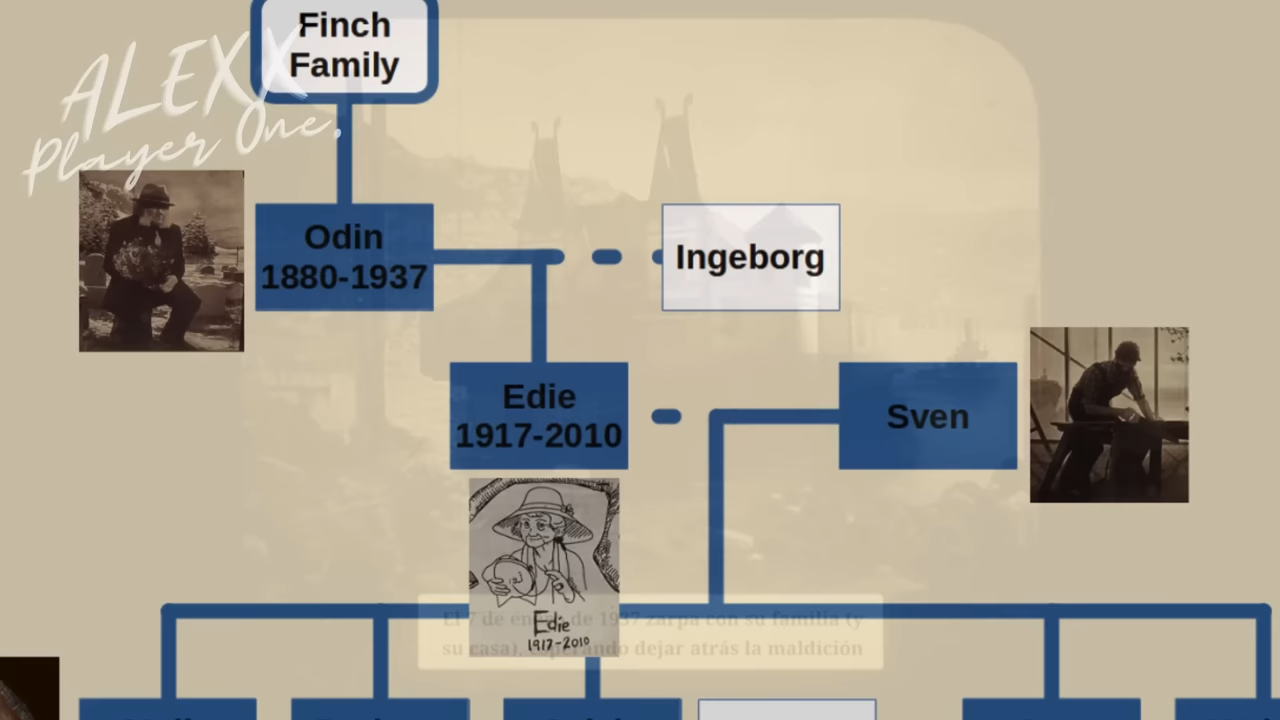 Finch
Family
ALEXX
Player One.
Odin
1880-1937
Ingeborg
Edie
1917-2010
Sven
Edie
1917-2010
El 7 de de 1937 zarpa con su familia (y
su casa), dejar atrás la maldición